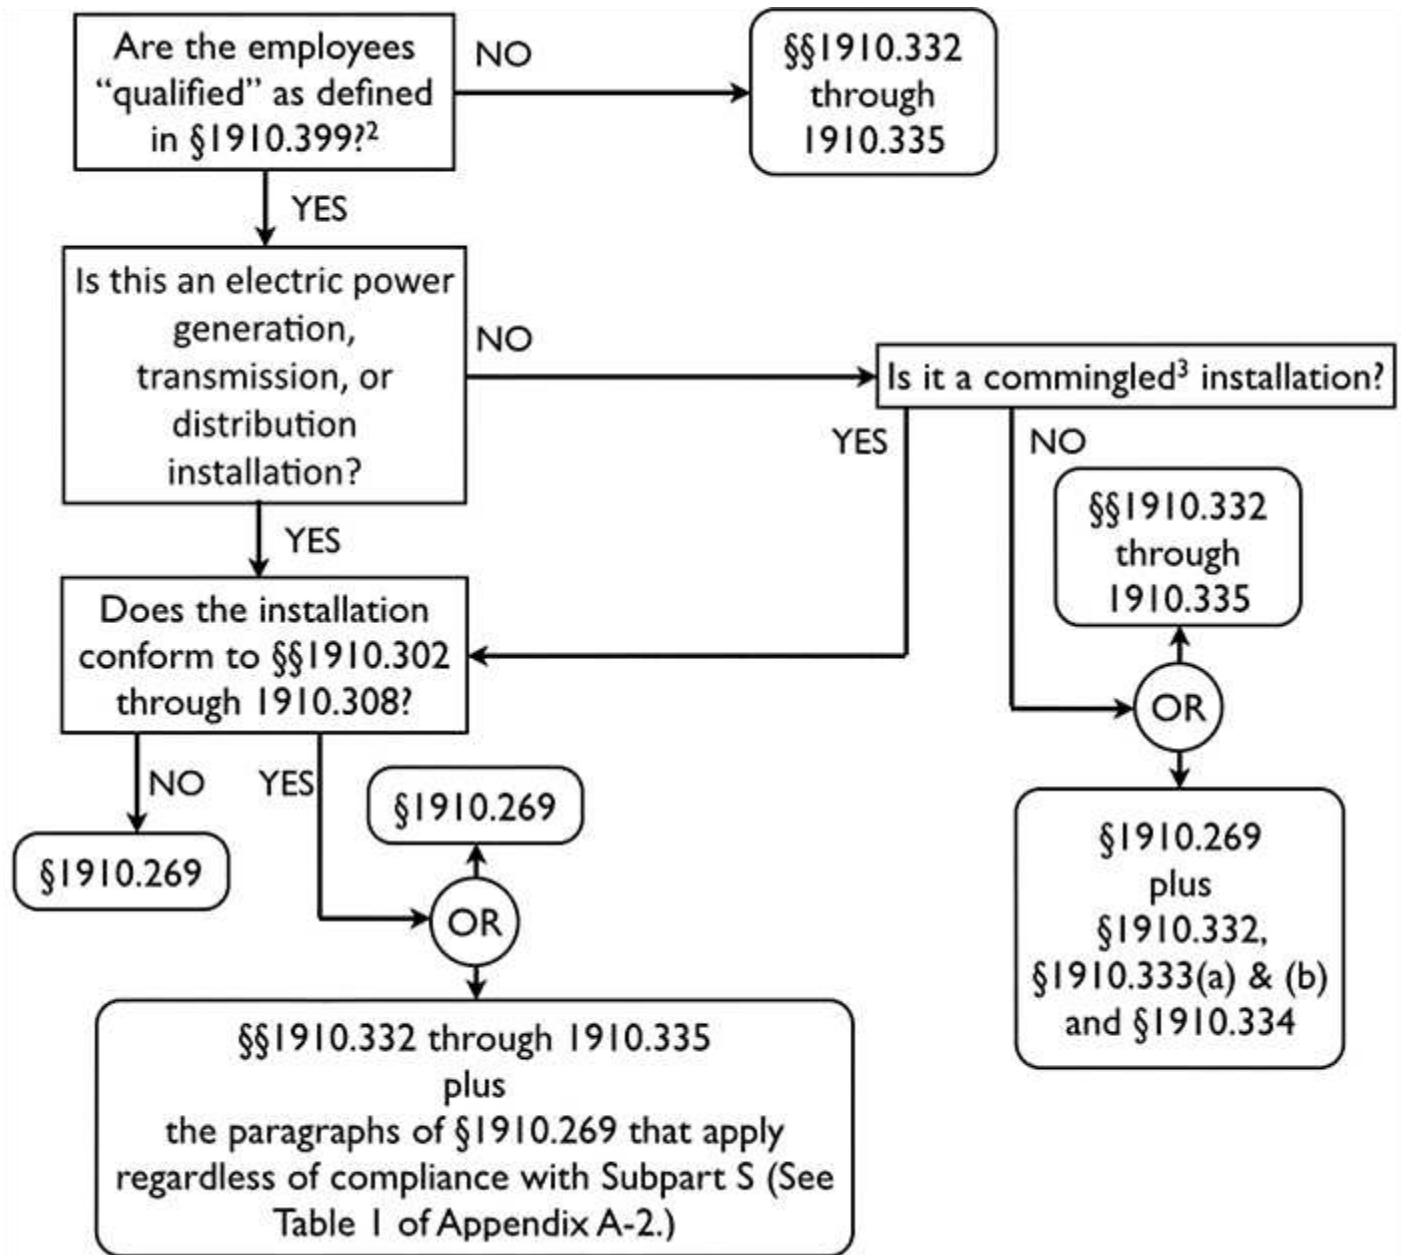 Are the employees
“qualified” as defined
in §1910.399?²
NO
§§1910.332
through
1910.335
YES
Is this an electric power
generation,
transmission, or
distribution
installation?
NO
Is it a commingled³ installation?
YES
NO
§§1910.332
through
1910.335
OR
§1910.269
plus
§1910.332,
§1910.333(a) & (b)
and §1910.334
YES
Does the installation
conform to §§1910.302
through 1910.308?
NO
YES
§1910.269
§1910.269
OR
§§1910.332 through 1910.335
plus
the paragraphs of §1910.269 that apply
regardless of compliance with Subpart S (See
Table 1 of Appendix A-2.)